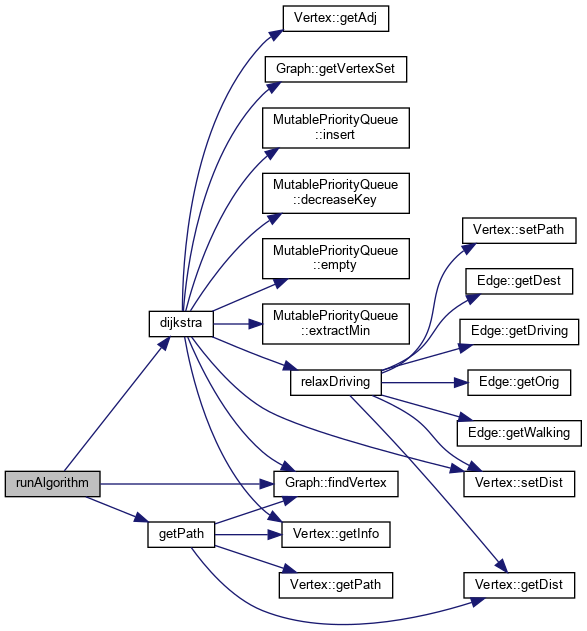 Vertex::getAdj
Graph::getVertexSet
MutablePriorityQueue
::insert
MutablePriorityQueue
::decreaseKey
MutablePriorityQueue
::empty
MutablePriorityQueue
::extractMin
dijkstra
relaxDriving
Vertex::setPath
Edge::getDest
Edge::getDriving
Edge::getOrig
Edge::getWalking
Vertex::setDist
runAlgorithm
Graph::findVertex
getPath
Vertex::getInfo
Vertex::getPath
Vertex::getDist